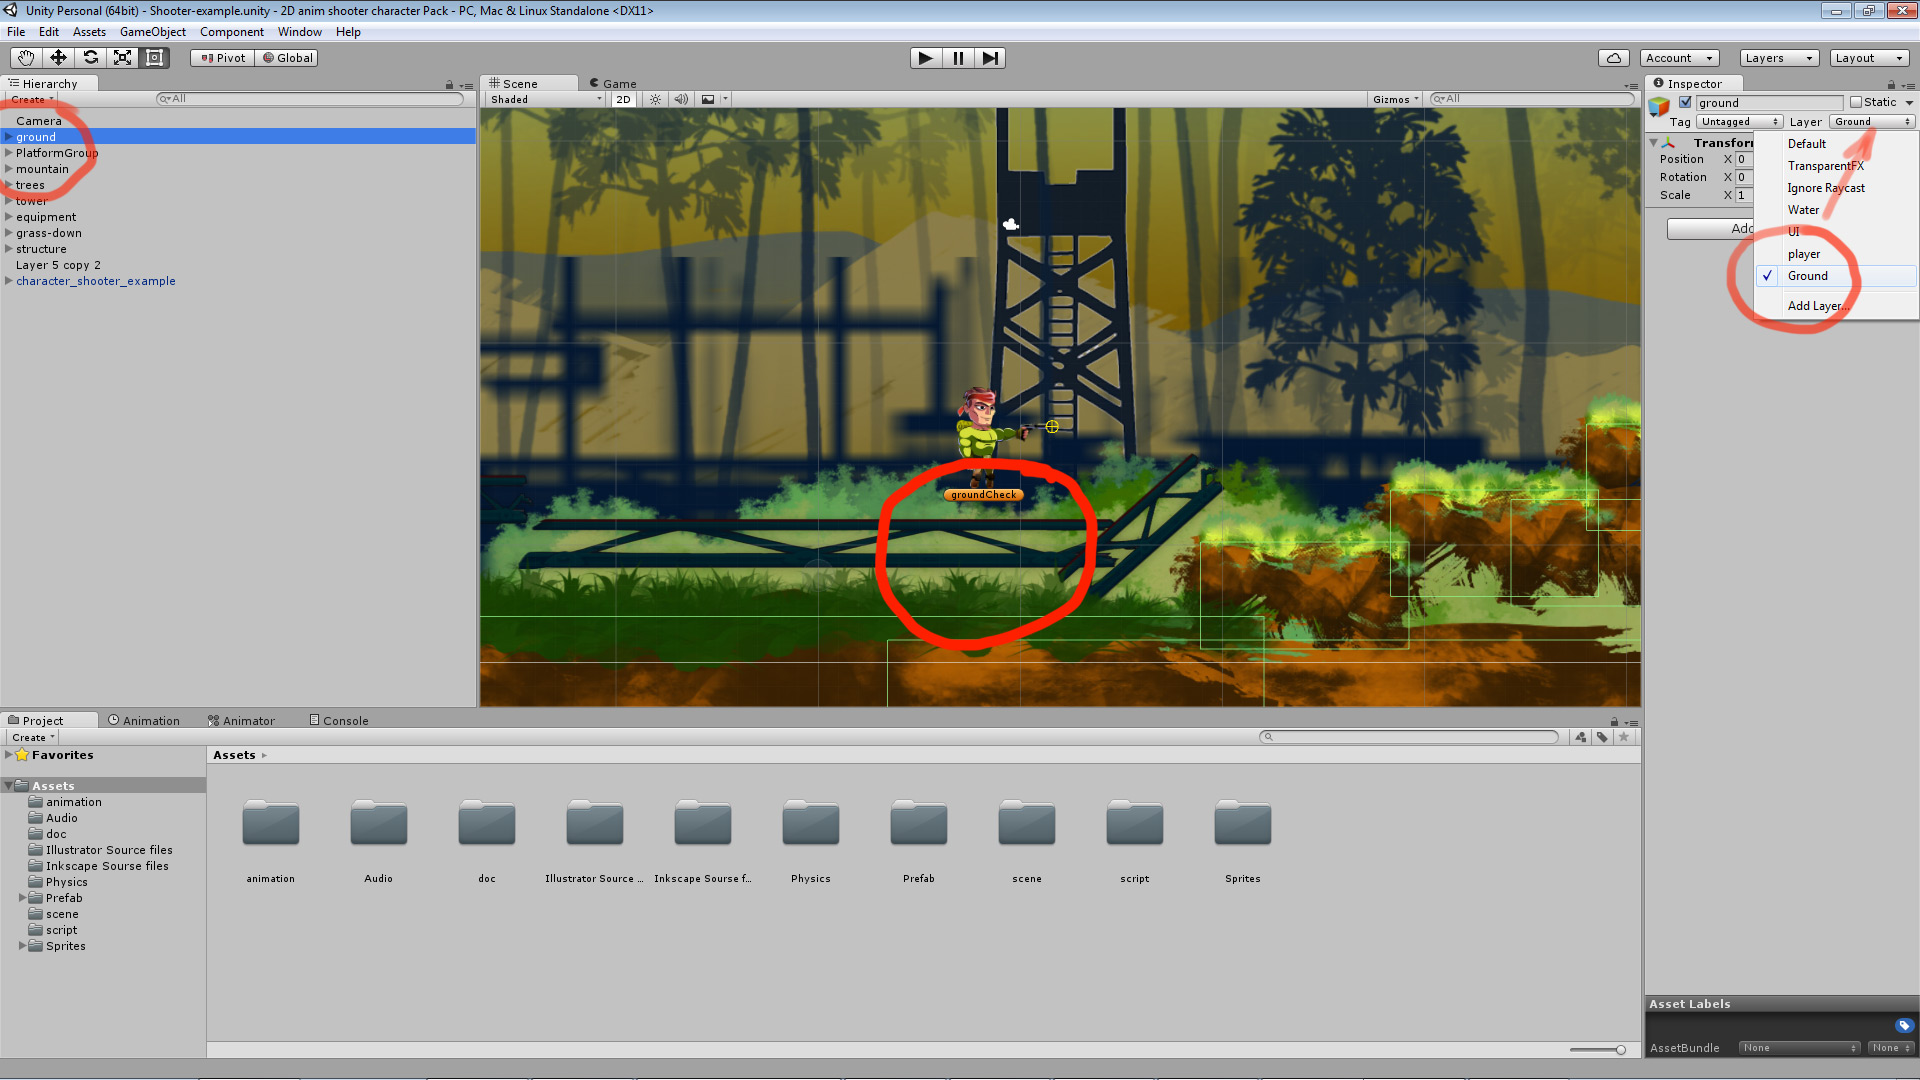 Unity Personal (64bit) - Shooter-example.unity - 2D anim shooter character Pack - PC, Mac & Linux Standalone <DX11>
File Edit Assets GameObject Component Window Help
Pivot Global Account Layers Layout
Hierarchy
Create All
Camera
ground
PlatformGroup
mountain
trees
tower
equipment
grass-down
structure
Layer 5 copy 2
character_shooter_example
Scene Game
Shaded 2D Gizmos All
groundCheck
Inspector
ground Static
Tag Untagged Layer Ground
Transform
Position X 0
Rotation X 0
Scale X 1
Add
Default
TransparentFX
Ignore Raycast
Water
UI
player
Ground
Add Layer...
Project Animation Animator Console
Create
Favorites
Assets
animation
Audio
doc
Illustrator Source files
Inkscape Sourse files
Physics
Prefab
scene
script
Sprites
Assets
animation Audio doc Illustrator Source ... Inkscape Sourse f... Physics Prefab scene script Sprites
Asset Labels
AssetBundle None None